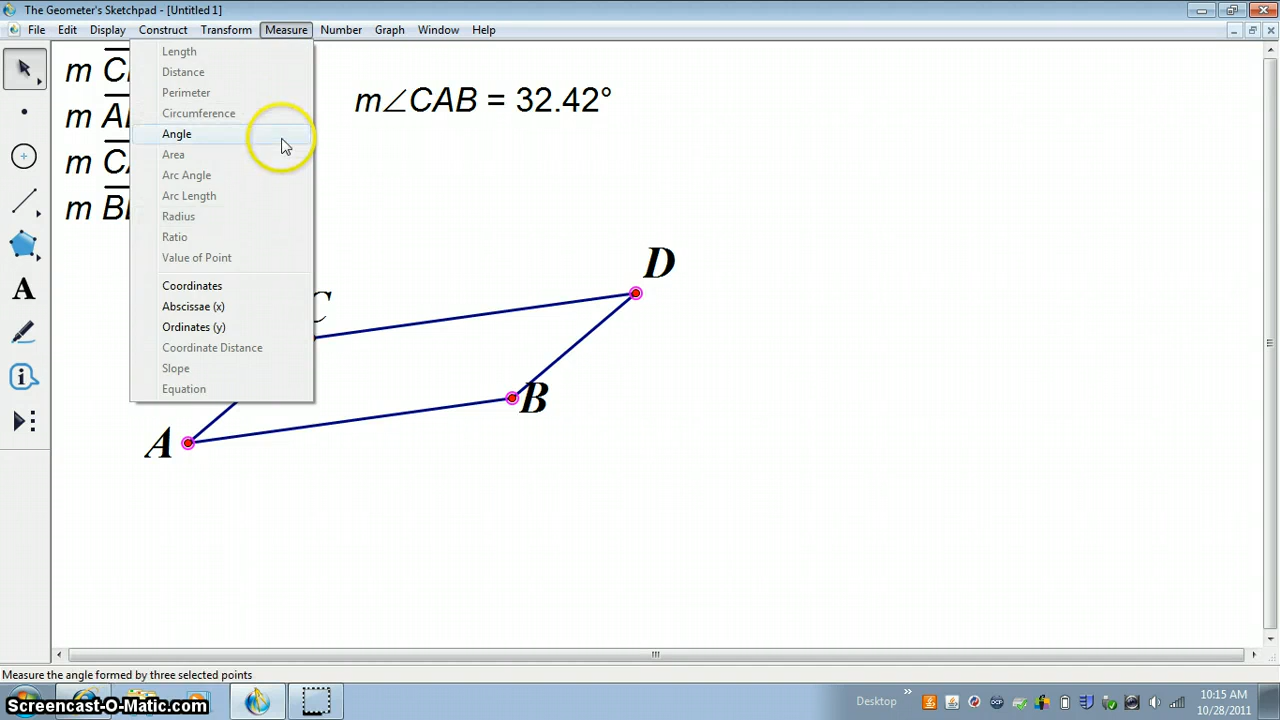 The Geometer's Sketchpad - [Untitled 1]
File Edit Display Construct Transform Measure Number Graph Window Help
Length
Distance
Perimeter
Circumference
Angle
Area
Arc Angle
Arc Length
Radius
Ratio
Value of Point
Coordinates
Abscissae (x)
Ordinates (y)
Coordinate Distance
Slope
Equation
m
m
m
m
m∠CAB = 32.42°
D
C
B
A
A
Measure the angle formed by three selected points
Desktop
10:15 AM
10/28/2011
Screencast-O-Matic.com